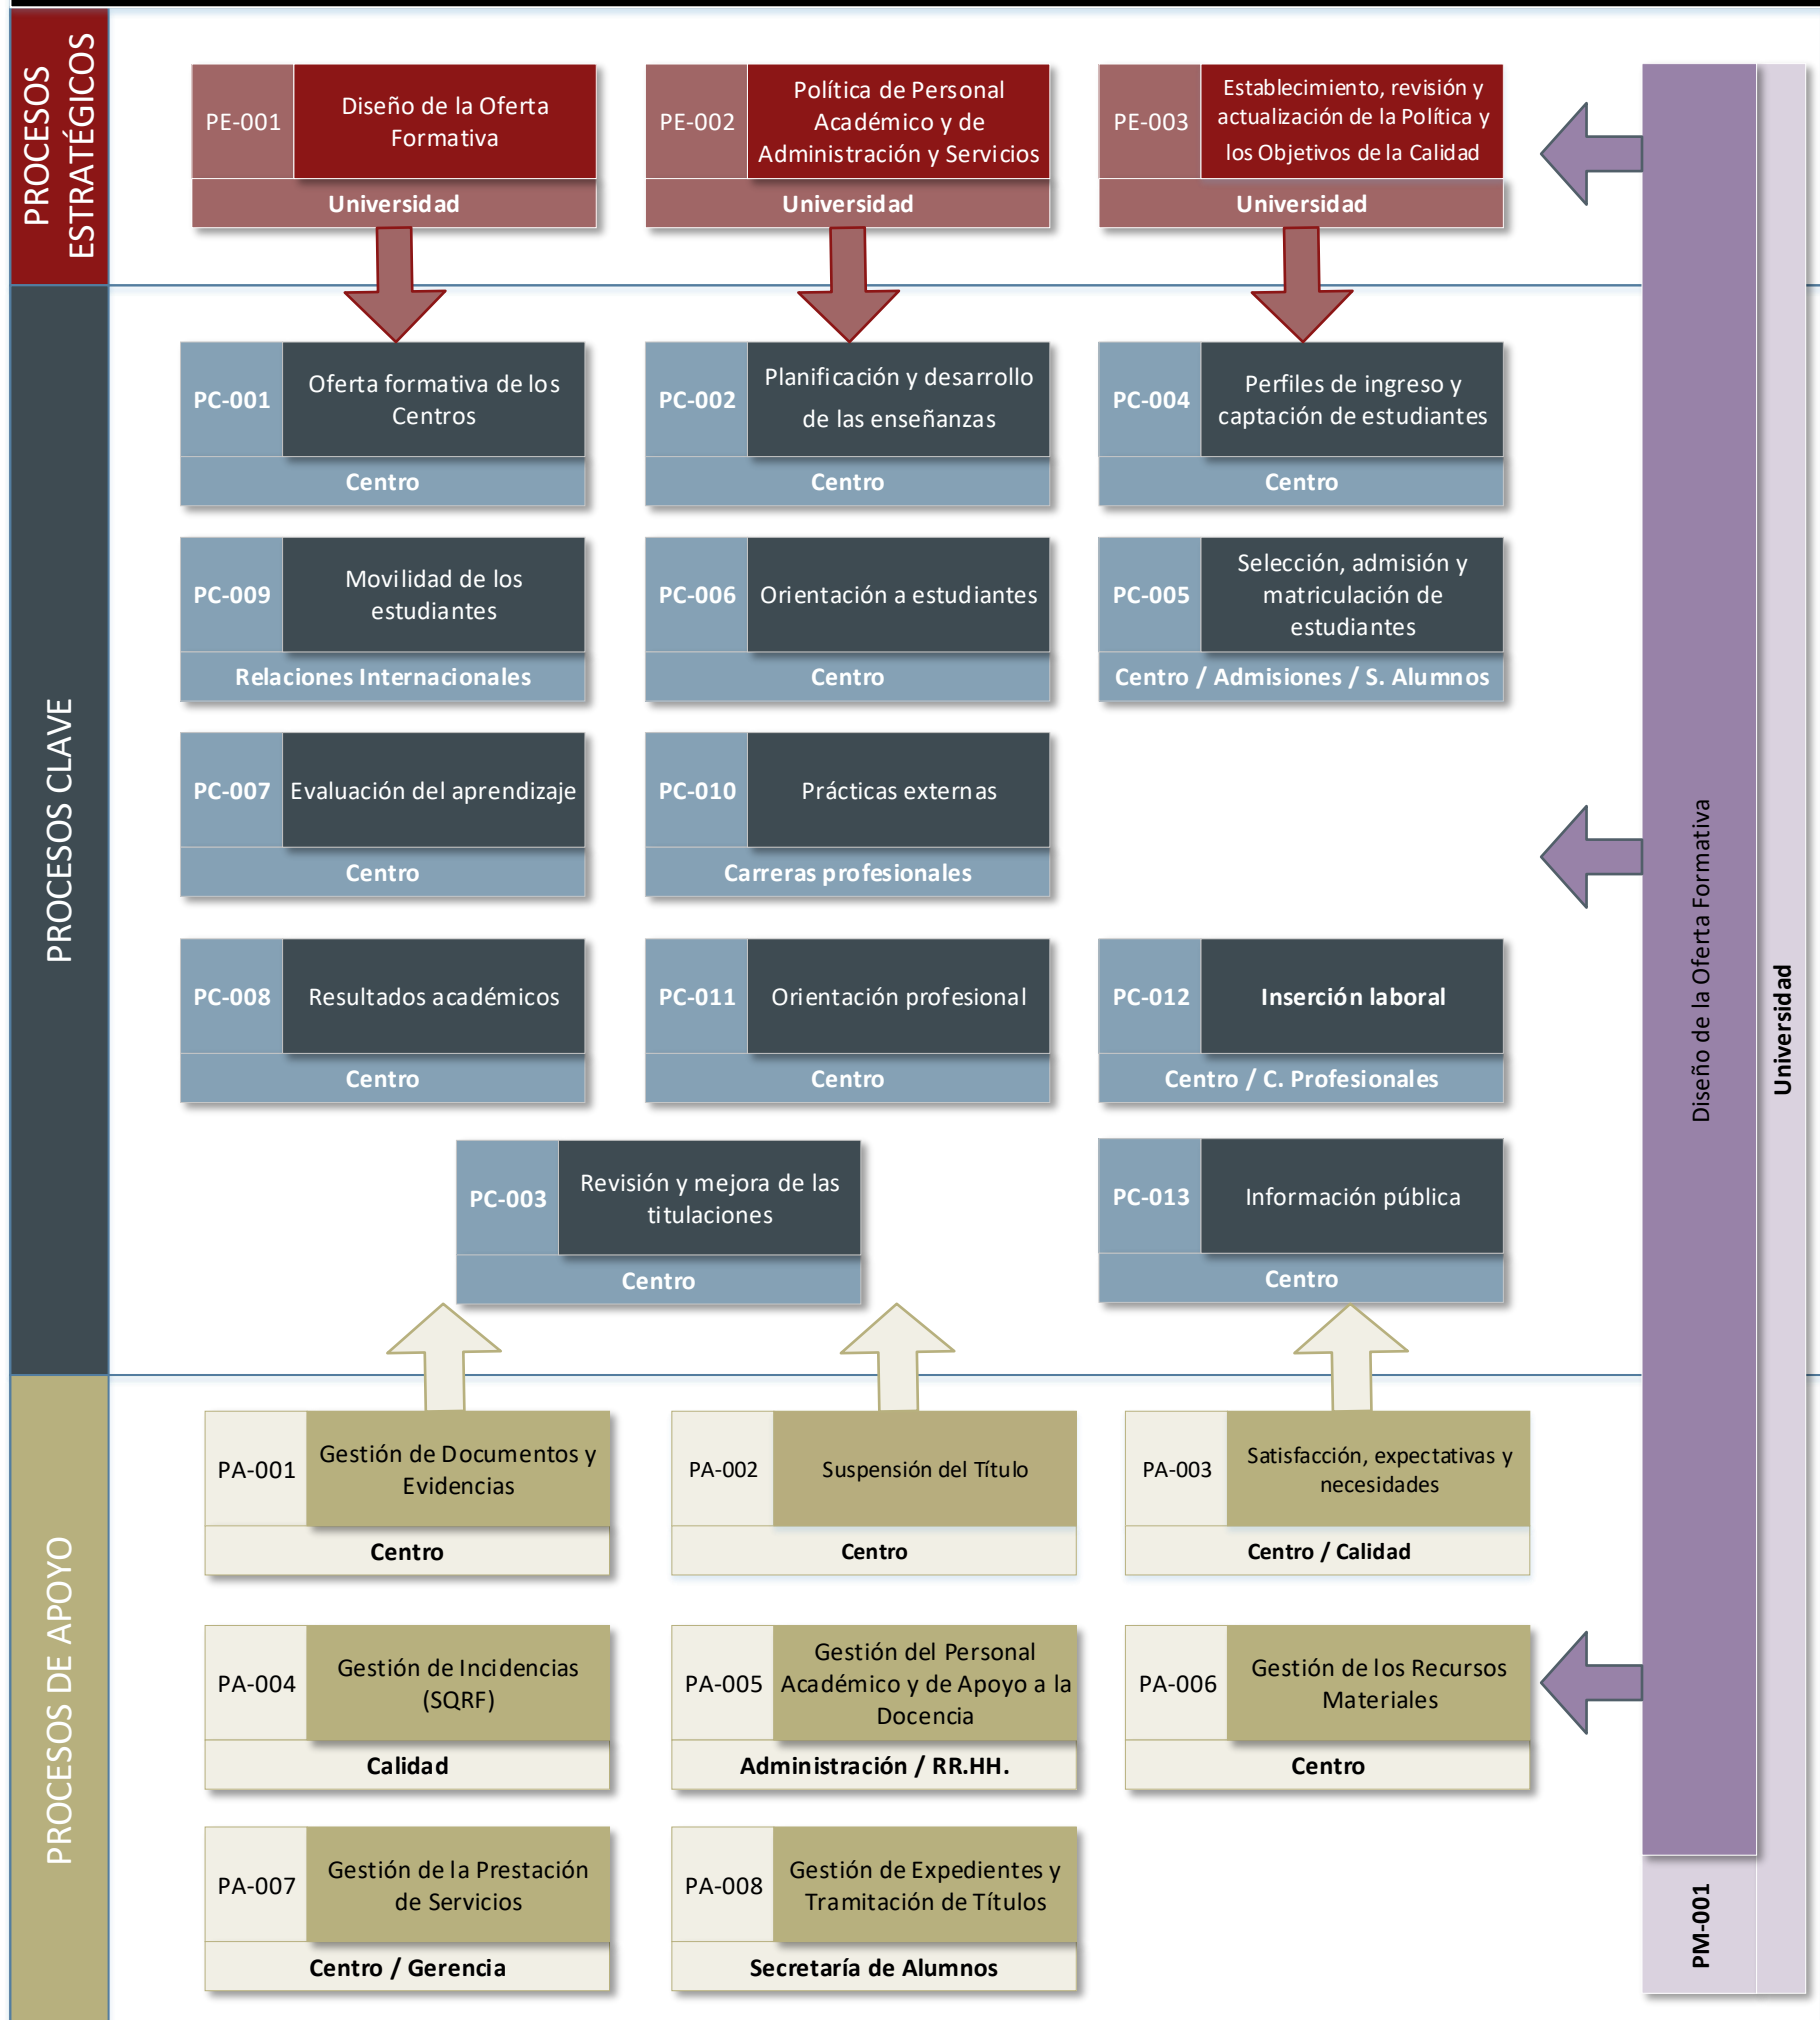 PROCESOS
ESTRATÉGICOS
PE-001
Diseño de la Oferta
Formativa
Universidad
PE-002
Política de Personal
Académico y de
Administración y Servicios
Universidad
PE-003
Establecimiento, revisión y
actualización de la Política y
los Objetivos de la Calidad
Universidad
PROCESOS CLAVE
PC-001
Oferta formativa de los
Centros
Centro
PC-002
Planificación y desarrollo
de las enseñanzas
Centro
PC-004
Perfiles de ingreso y
captación de estudiantes
Centro
PC-009
Movilidad de los
estudiantes
Relaciones Internacionales
PC-006
Orientación a estudiantes
Centro
PC-005
Selección, admisión y
matriculación de
estudiantes
Centro / Admisiones / S. Alumnos
PC-007
Evaluación del aprendizaje
Centro
PC-010
Prácticas externas
Carreras profesionales
PC-008
Resultados académicos
Centro
PC-011
Orientación profesional
Centro
PC-012
Inserción laboral
Centro / C. Profesionales
PC-003
Revisión y mejora de las
titulaciones
Centro
PC-013
Información pública
Centro
PROCESOS DE APOYO
PA-001
Gestión de Documentos y
Evidencias
Centro
PA-002
Suspensión del Título
Centro
PA-003
Satisfacción, expectativas y
necesidades
Centro / Calidad
PA-004
Gestión de Incidencias
(SQRF)
Calidad
PA-005
Gestión del Personal
Académico y de Apoyo a la
Docencia
Administración / RR.HH.
PA-006
Gestión de los Recursos
Materiales
Centro
PA-007
Gestión de la Prestación
de Servicios
Centro / Gerencia
PA-008
Gestión de Expedientes y
Tramitación de Títulos
Secretaría de Alumnos
Diseño de la Oferta Formativa
Universidad
PM-001